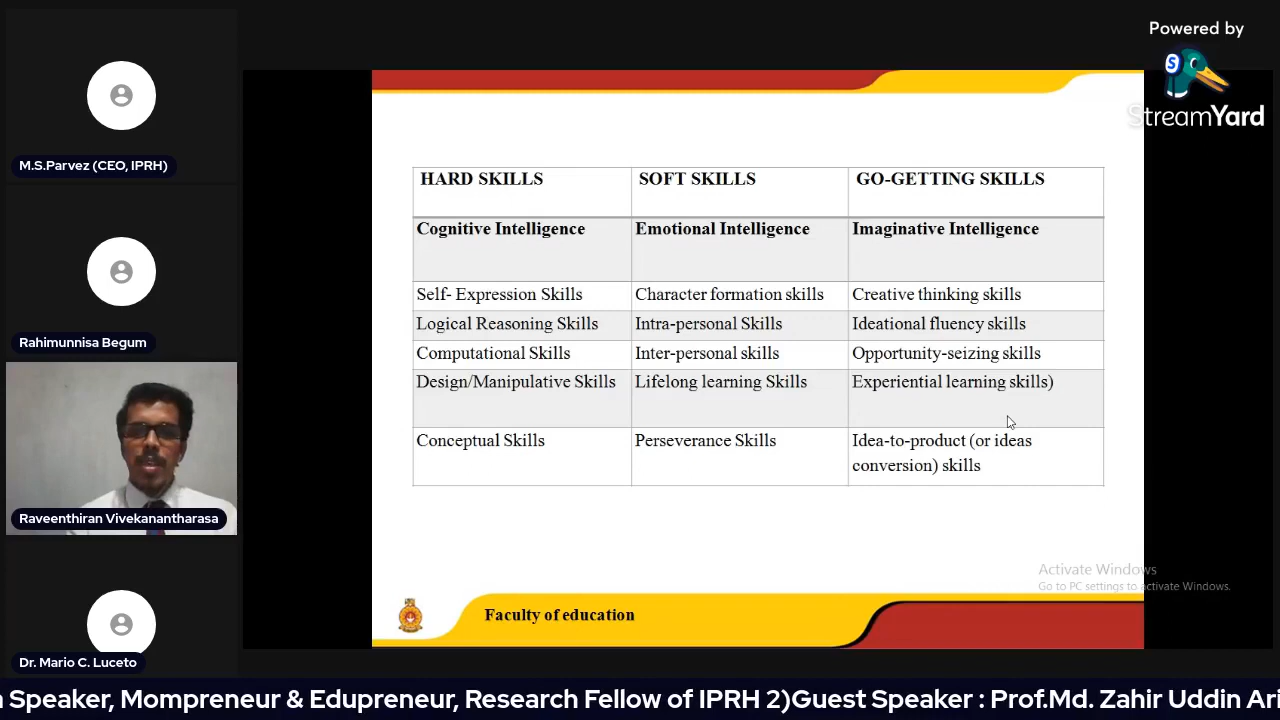 Powered by
StreamYard
M.S.Parvez (CEO, IPRH)
Rahimunnisa Begum
Raveenthiran Vivekanantharasa
Dr. Mario C. Luceto
HARD SKILLS SOFT SKILLS GO-GETTING SKILLS
Cognitive Intelligence Emotional Intelligence Imaginative Intelligence
Self- Expression Skills Character formation skills Creative thinking skills
Logical Reasoning Skills Intra-personal Skills Ideational fluency skills
Computational Skills Inter-personal skills Opportunity-seizing skills
Design/Manipulative Skills Lifelong learning Skills Experiential learning skills)
Conceptual Skills Perseverance Skills Idea-to-product (or ideas
conversion) skills
Activate Windows
Go to PC settings to activate Windows.
Faculty of education
Speaker, Mompreneur & Edupreneur, Research Fellow of IPRH 2)Guest Speaker : Prof.Md. Zahir Uddin